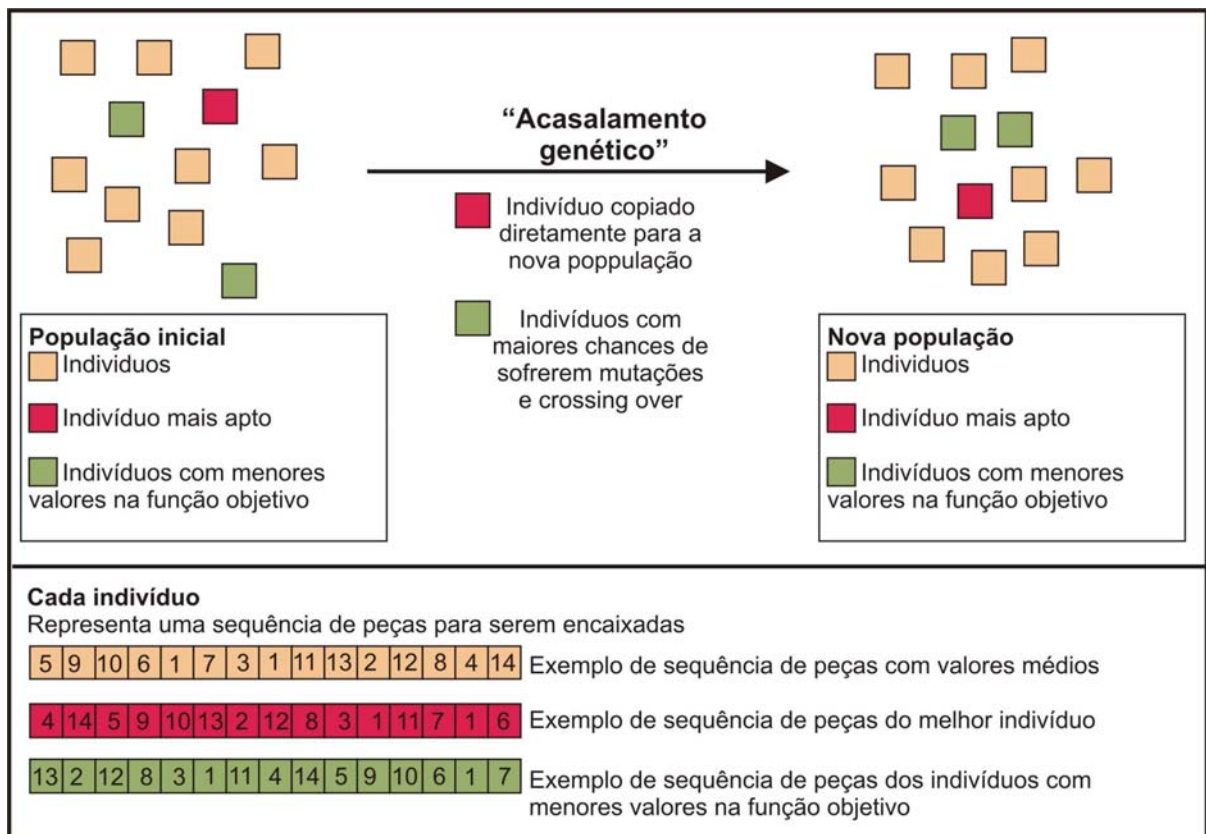 “Acasalamento
genético”
Indivíduo copiado
diretamente para a
nova poppulação
Indivíduos com
maiores chances de
sofrerem mutações
e crossing over
População inicial
Individuos
Indivíduo mais apto
Indivíduos com menores
valores na função objetivo
Nova população
Individuos
Indivíduo mais apto
Indivíduos com menores
valores na função objetivo
Cada indivíduo
Representa uma sequência de peças para serem encaixadas
5 9 10 6 1 7 3 1 11 13 2 12 8 4 14 Exemplo de sequência de peças com valores médios
4 14 5 9 10 13 2 12 8 3 1 11 7 1 6 Exemplo de sequência de peças do melhor indivíduo
13 2 12 8 3 1 11 4 14 5 9 10 6 1 7 Exemplo de sequência de peças dos indivíduos com
menores valores na função objetivo